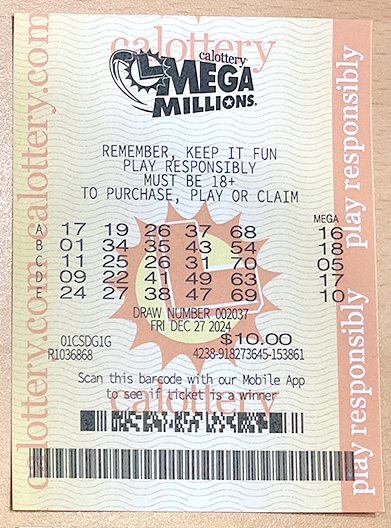 calottery
calottery
MEGA
MILLIONS
REMEMBER, KEEP IT FUN
PLAY RESPONSIBLY
MUST BE 18+
TO PURCHASE, PLAY OR CLAIM
MEGA
A 17 19 26 37 68 16
B 01 34 35 43 54 18
C 11 25 26 31 70 05
D 09 22 41 49 63 17
E 24 27 38 47 69 10
DRAW NUMBER 002037
FRI DEC 27 2024
01CSDG1G $10.00
R1036868 4238-918273645-153861
Scan this barcode with our Mobile App
to see if ticket is a winner
calottery
calottery.com calottery.com
play responsibly
play responsibly